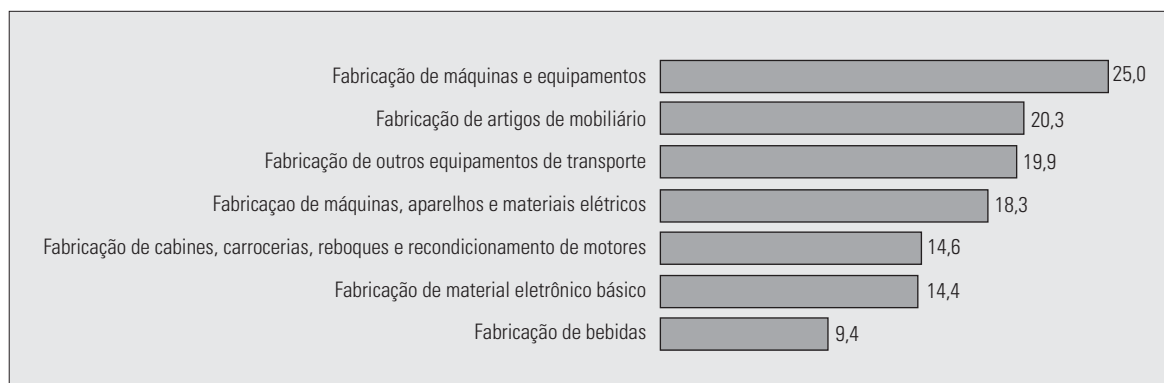 Fabricação de máquinas e equipamentos 25,0
Fabricação de artigos de mobiliário 20,3
Fabricação de outros equipamentos de transporte 19,9
Fabricaçao de máquinas, aparelhos e materiais elétricos 18,3
Fabricação de cabines, carrocerias, reboques e recondicionamento de motores 14,6
Fabricação de material eletrônico básico 14,4
Fabricação de bebidas 9,4